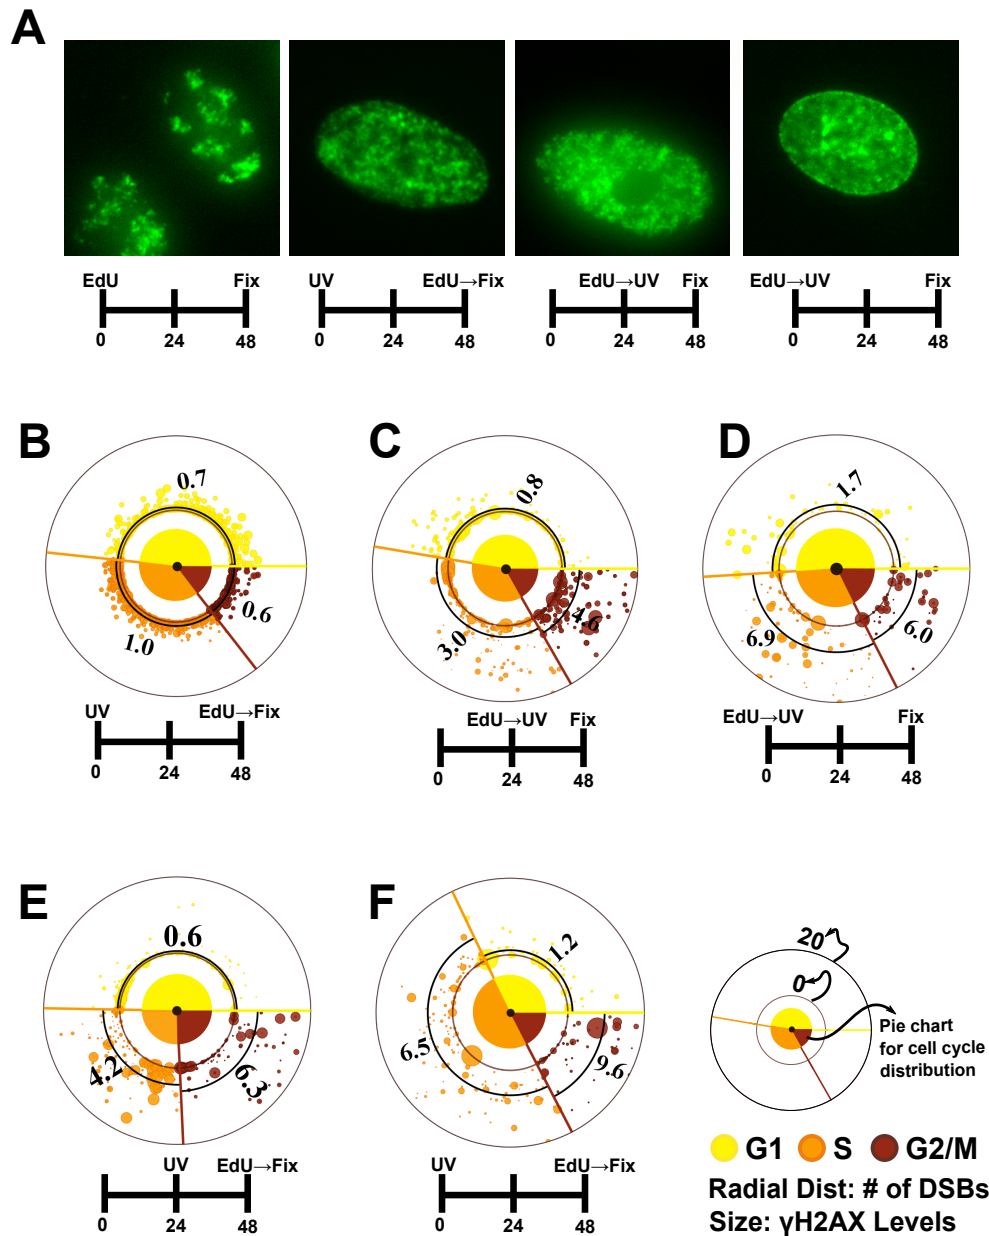 A
EdU Fix
0 24 48
UV EdU→Fix
0 24 48
EdU→UV Fix
0 24 48
EdU→UV Fix
0 24 48
B
0.7
1.0
0.6
UV EdU→Fix
0 24 48
C
0.8
3.0
4.6
EdU→UV Fix
0 24 48
D
1.7
6.9
6.0
EdU→UV Fix
0 24 48
E
0.6
4.2
6.3
UV EdU→Fix
0 24 48
F
1.2
6.5
9.6
UV EdU→Fix
0 24 48
20
0
Pie chart
for cell cycle
distribution
G1 S G2/M
Radial Dist: # of DSBs
Size: γH2AX Levels